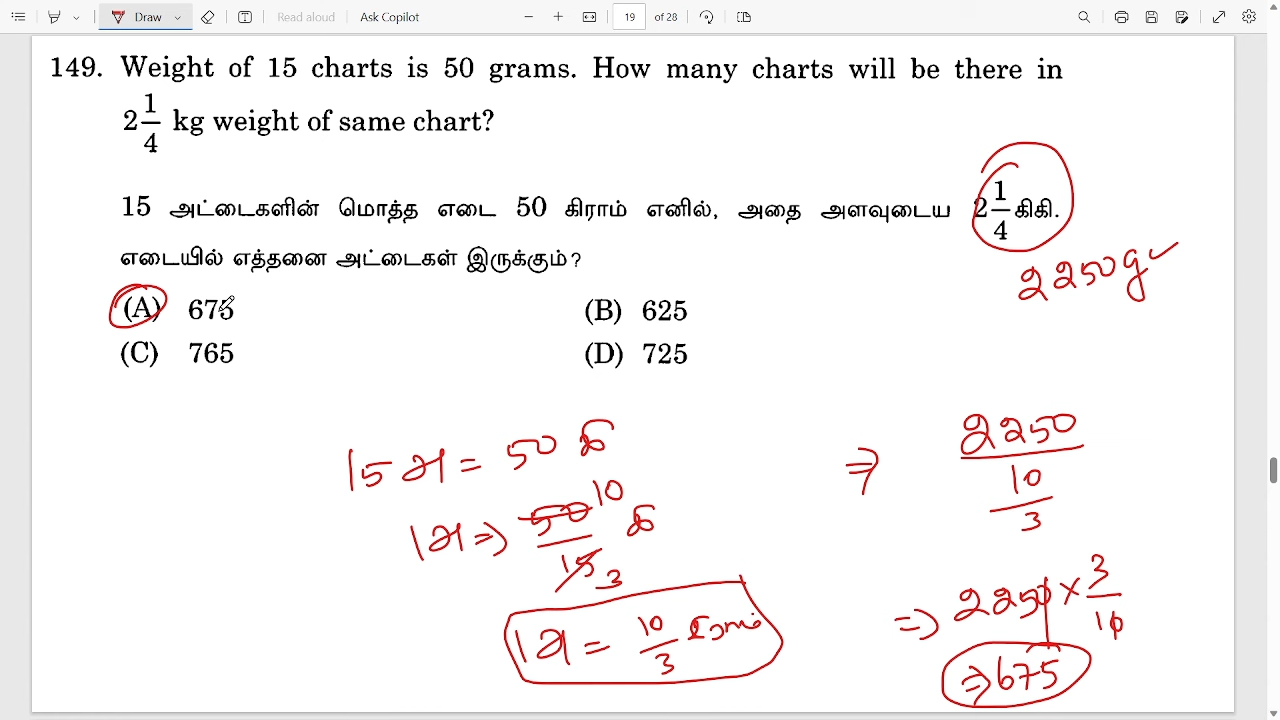 Draw
Read aloud
Ask Copilot
19 of 28
149. Weight of 15 charts is 50 grams. How many charts will be there in
2 1/4 kg weight of same chart?
15 அட்டைகளின் மொத்த எடை 50 கிராம் எனில், அதை அளவுடைய 2 1/4 கிகி.
எடையில் எத்தனை அட்டைகள் இருக்கும்?
2250g
(A) 675 (B) 625
(C) 765 (D) 725
15 அ = 50 கி
1அ => 50/15 10/3 கி
1அ = 10/3
=> 2250 / 10/3
=> 2250 × 3/10
=> 675